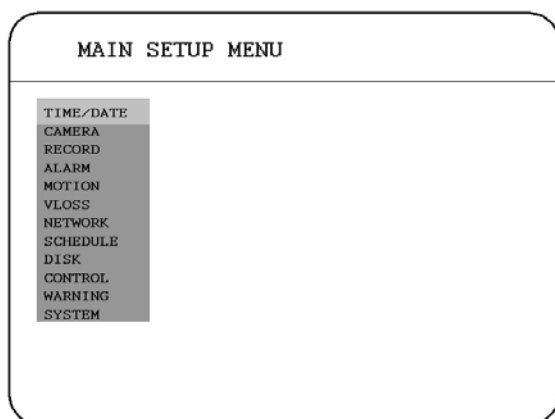 MAIN SETUP MENU
TIME/DATE
CAMERA
RECORD
ALARM
MOTION
VLOSS
NETWORK
SCHEDULE
DISK
CONTROL
WARNING
SYSTEM